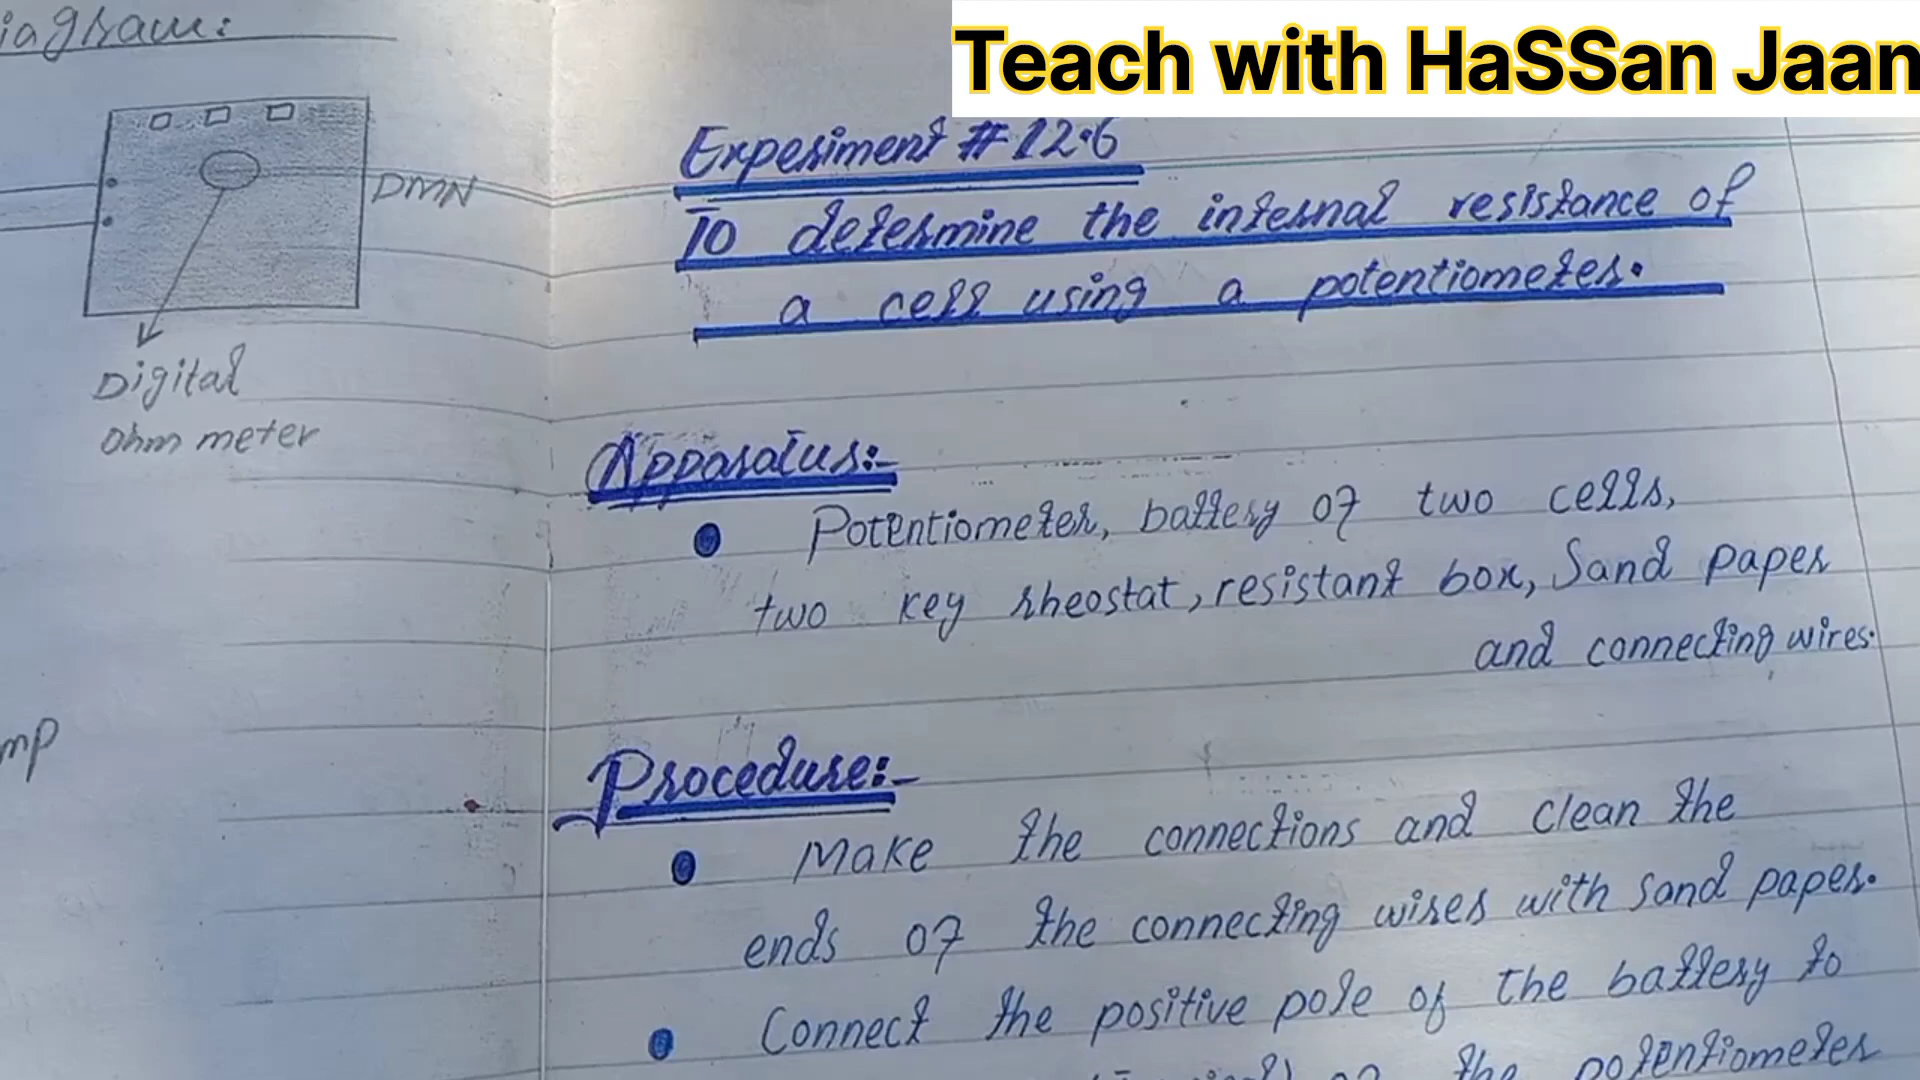 Teach with HaSSan Jaan
iagram:
DMN
Digital
Ohm meter
mp
Experiment # 12.6
To determine the internal resistance of
a cell using a potentiometer.
Apparatus:-
Potentiometer, battery of two cells,
two key rheostat, resistant box, Sand paper
and connecting wires.
Procedure:-
Make the connections and clean the
ends of the connecting wires with sand paper.
Connect the positive pole of the battery to
of the potentiometer